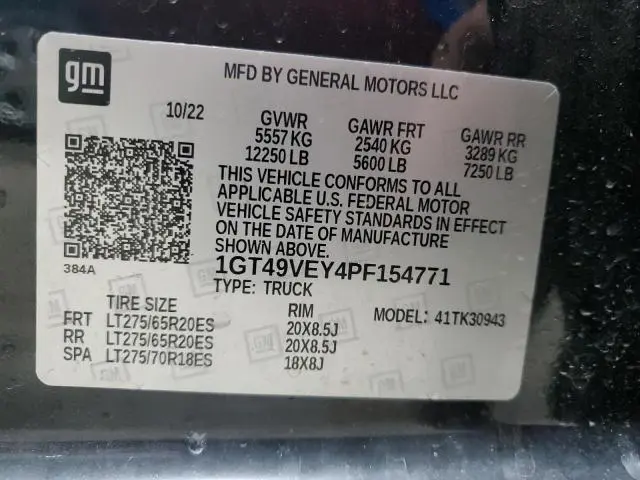 gm
MFD BY GENERAL MOTORS LLC
10/22
GVWR GAWR FRT GAWR RR
5557 KG 2540 KG 3289 KG
12250 LB 5600 LB 7250 LB
THIS VEHICLE CONFORMS TO ALL
APPLICABLE U.S. FEDERAL MOTOR
VEHICLE SAFETY STANDARDS IN EFFECT
ON THE DATE OF MANUFACTURE
SHOWN ABOVE.
384A
1GT49VEY4PF154771
TYPE: TRUCK
TIRE SIZE RIM MODEL: 41TK30943
FRT LT275/65R20ES 20X8.5J
RR LT275/65R20ES 20X8.5J
SPA LT275/70R18ES 18X8J